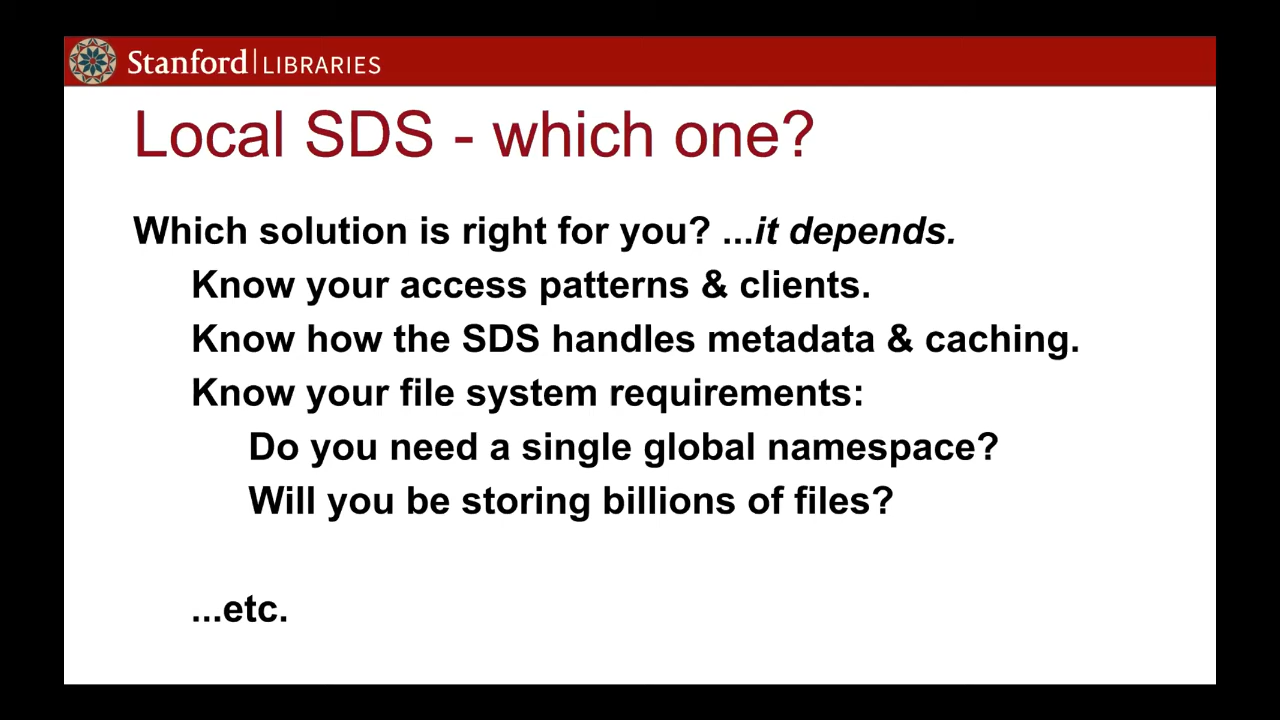 Stanford LIBRARIES
Local SDS - which one?
Which solution is right for you? ...it depends.
Know your access patterns & clients.
Know how the SDS handles metadata & caching.
Know your file system requirements:
Do you need a single global namespace?
Will you be storing billions of files?
...etc.